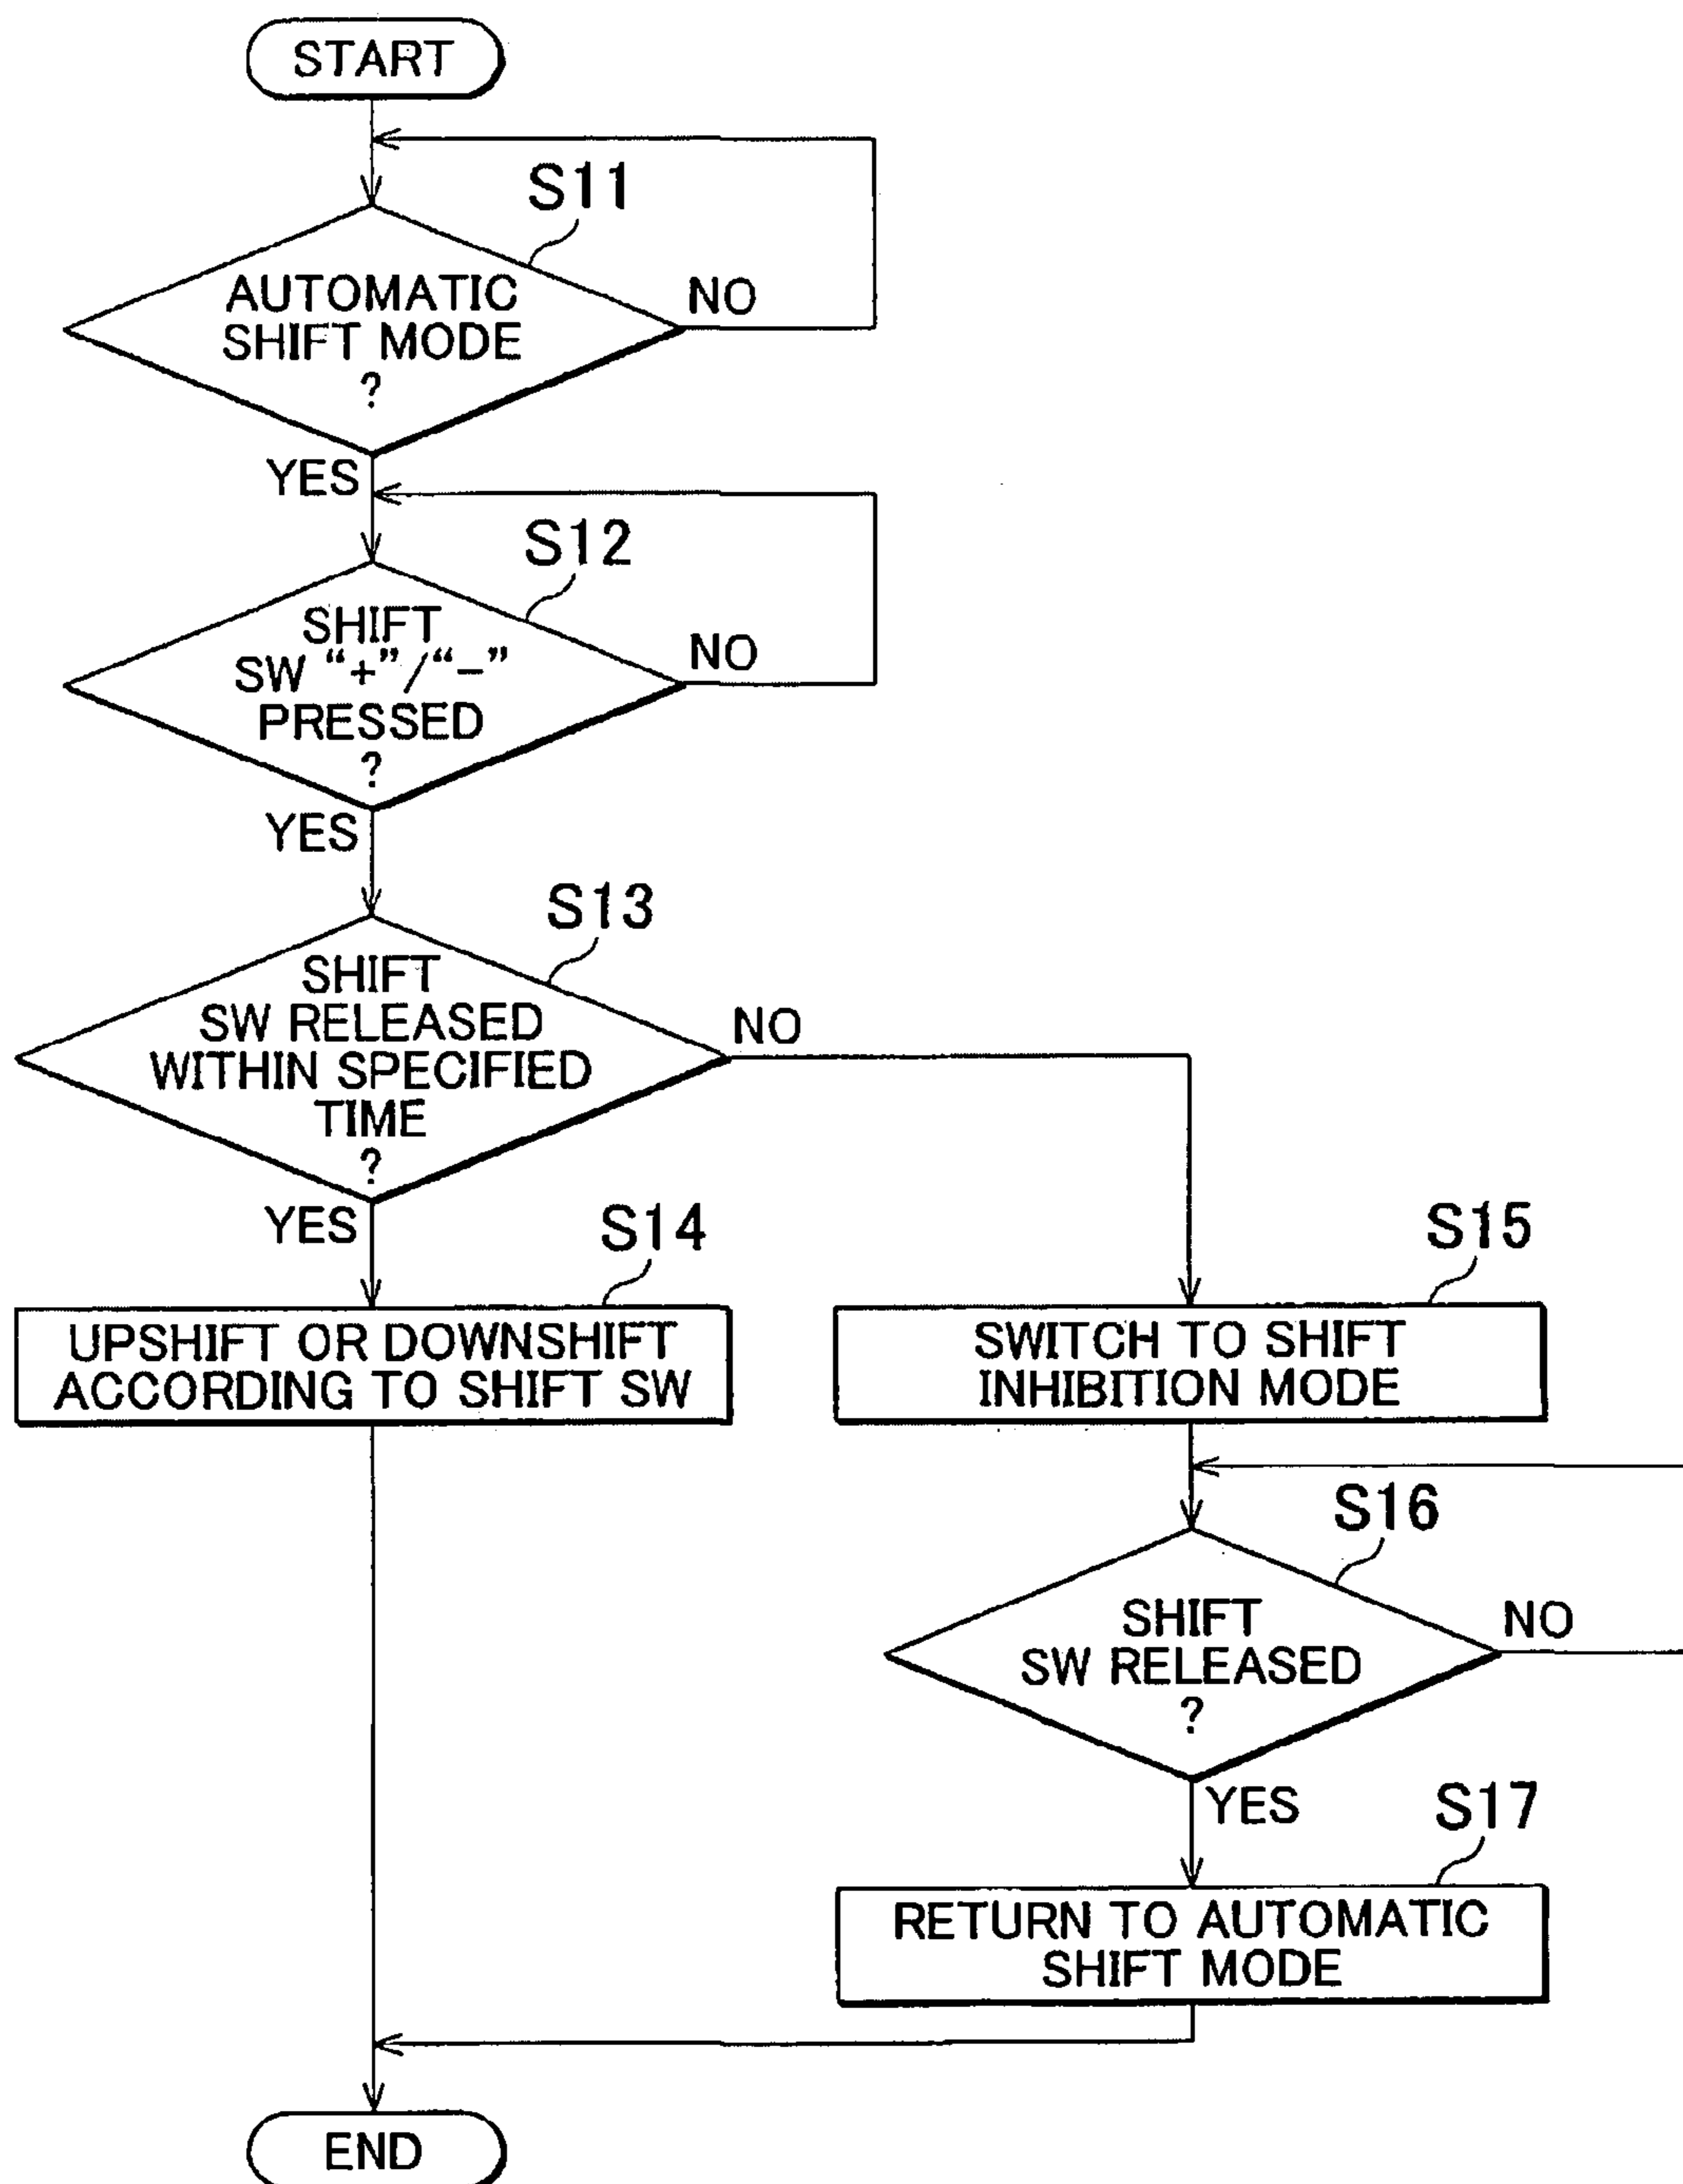 START
S11
AUTOMATIC
SHIFT MODE
?
NO
YES
S12
SHIFT
SW “+”/“−”
PRESSED
?
NO
YES
S13
SHIFT
SW RELEASED
WITHIN SPECIFIED
TIME
?
NO
YES
S14
UPSHIFT OR DOWNSHIFT
ACCORDING TO SHIFT SW
S15
SWITCH TO SHIFT
INHIBITION MODE
S16
SHIFT
SW RELEASED
?
NO
YES
S17
RETURN TO AUTOMATIC
SHIFT MODE
END